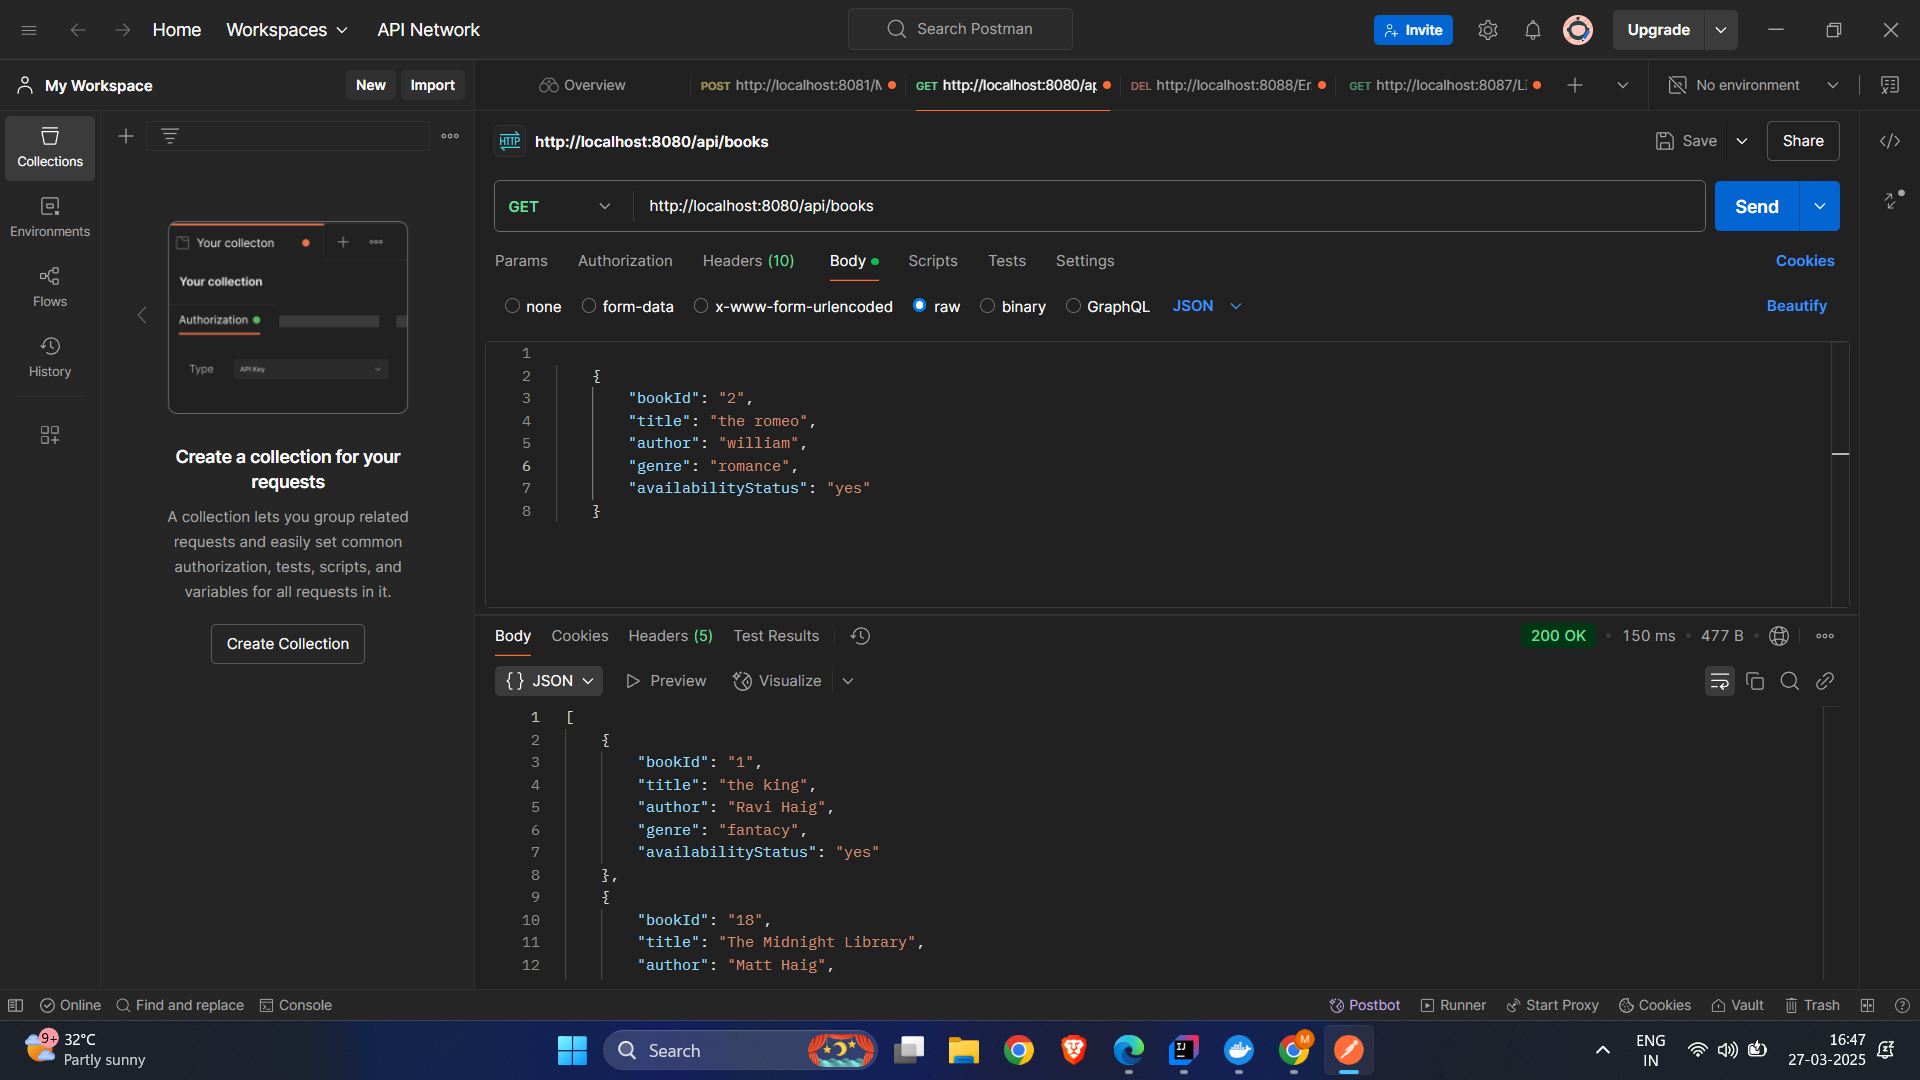 Home
Workspaces
API Network
Search Postman
Invite
Upgrade
My Workspace
New
Import
Overview
POST http://localhost:8081/M
GET http://localhost:8080/ap
DEL http://localhost:8088/Er
GET http://localhost:8087/Li
No environment
Collections
Environments
Flows
History
Your collecton
Your collection
Authorization
Type
API Key
Create a collection for your
requests
A collection lets you group related
requests and easily set common
authorization, tests, scripts, and
variables for all requests in it.
Create Collection
HTTP
http://localhost:8080/api/books
Save
Share
GET
http://localhost:8080/api/books
Send
Params
Authorization
Headers (10)
Body
Scripts
Tests
Settings
Cookies
none
form-data
x-www-form-urlencoded
raw
binary
GraphQL
JSON
Beautify
1
2 {
3 "bookId": "2",
4 "title": "the romeo",
5 "author": "william",
6 "genre": "romance",
7 "availabilityStatus": "yes"
8 }
Body
Cookies
Headers (5)
Test Results
200 OK
150 ms
477 B
{} JSON
Preview
Visualize
1 [
2 {
3 "bookId": "1",
4 "title": "the king",
5 "author": "Ravi Haig",
6 "genre": "fantacy",
7 "availabilityStatus": "yes"
8 },
9 {
10 "bookId": "18",
11 "title": "The Midnight Library",
12 "author": "Matt Haig",
Online
Find and replace
Console
Postbot
Runner
Start Proxy
Cookies
Vault
Trash
9+
32°C
Partly sunny
Search
IJ
M
ENG
IN
16:47
27-03-2025